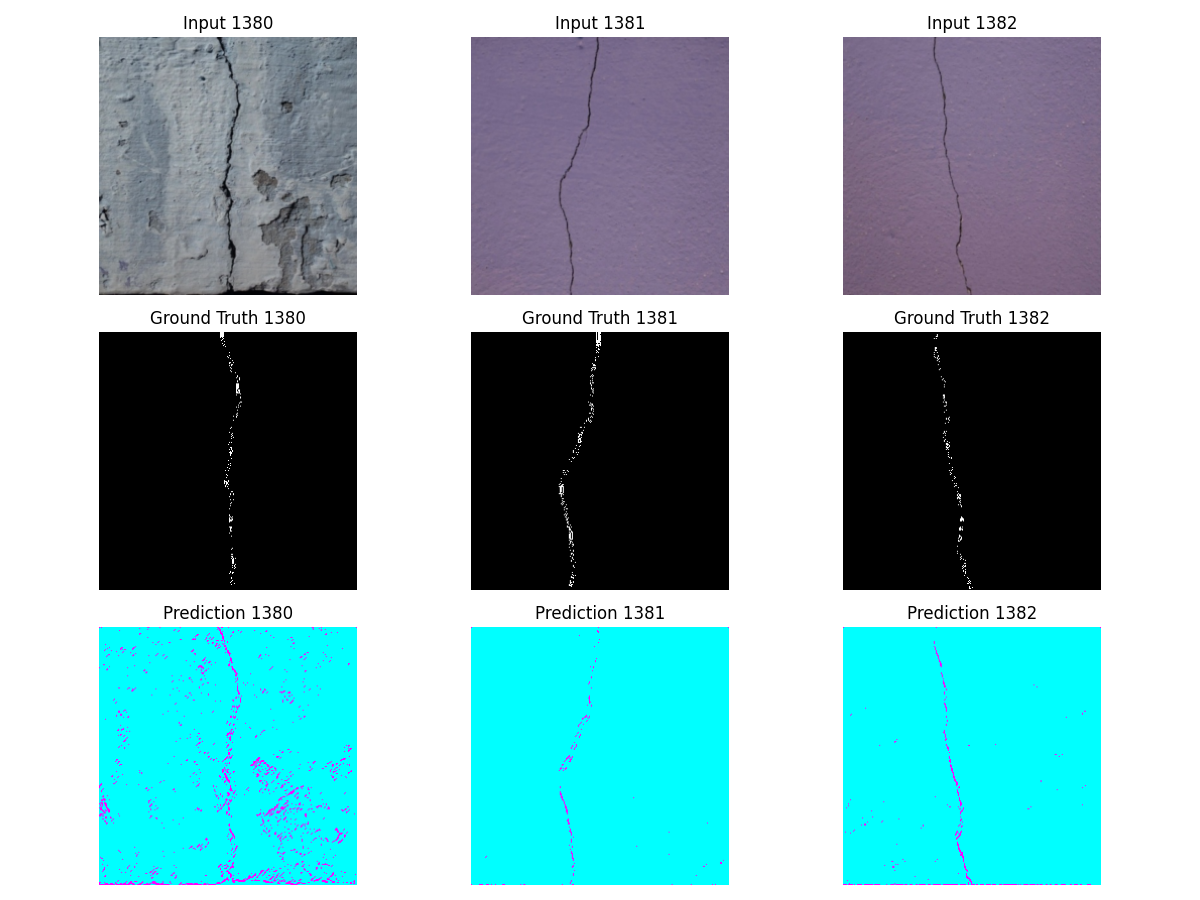 Input 1380
Input 1381
Input 1382
Ground Truth 1380
Ground Truth 1381
Ground Truth 1382
Prediction 1380
Prediction 1381
Prediction 1382